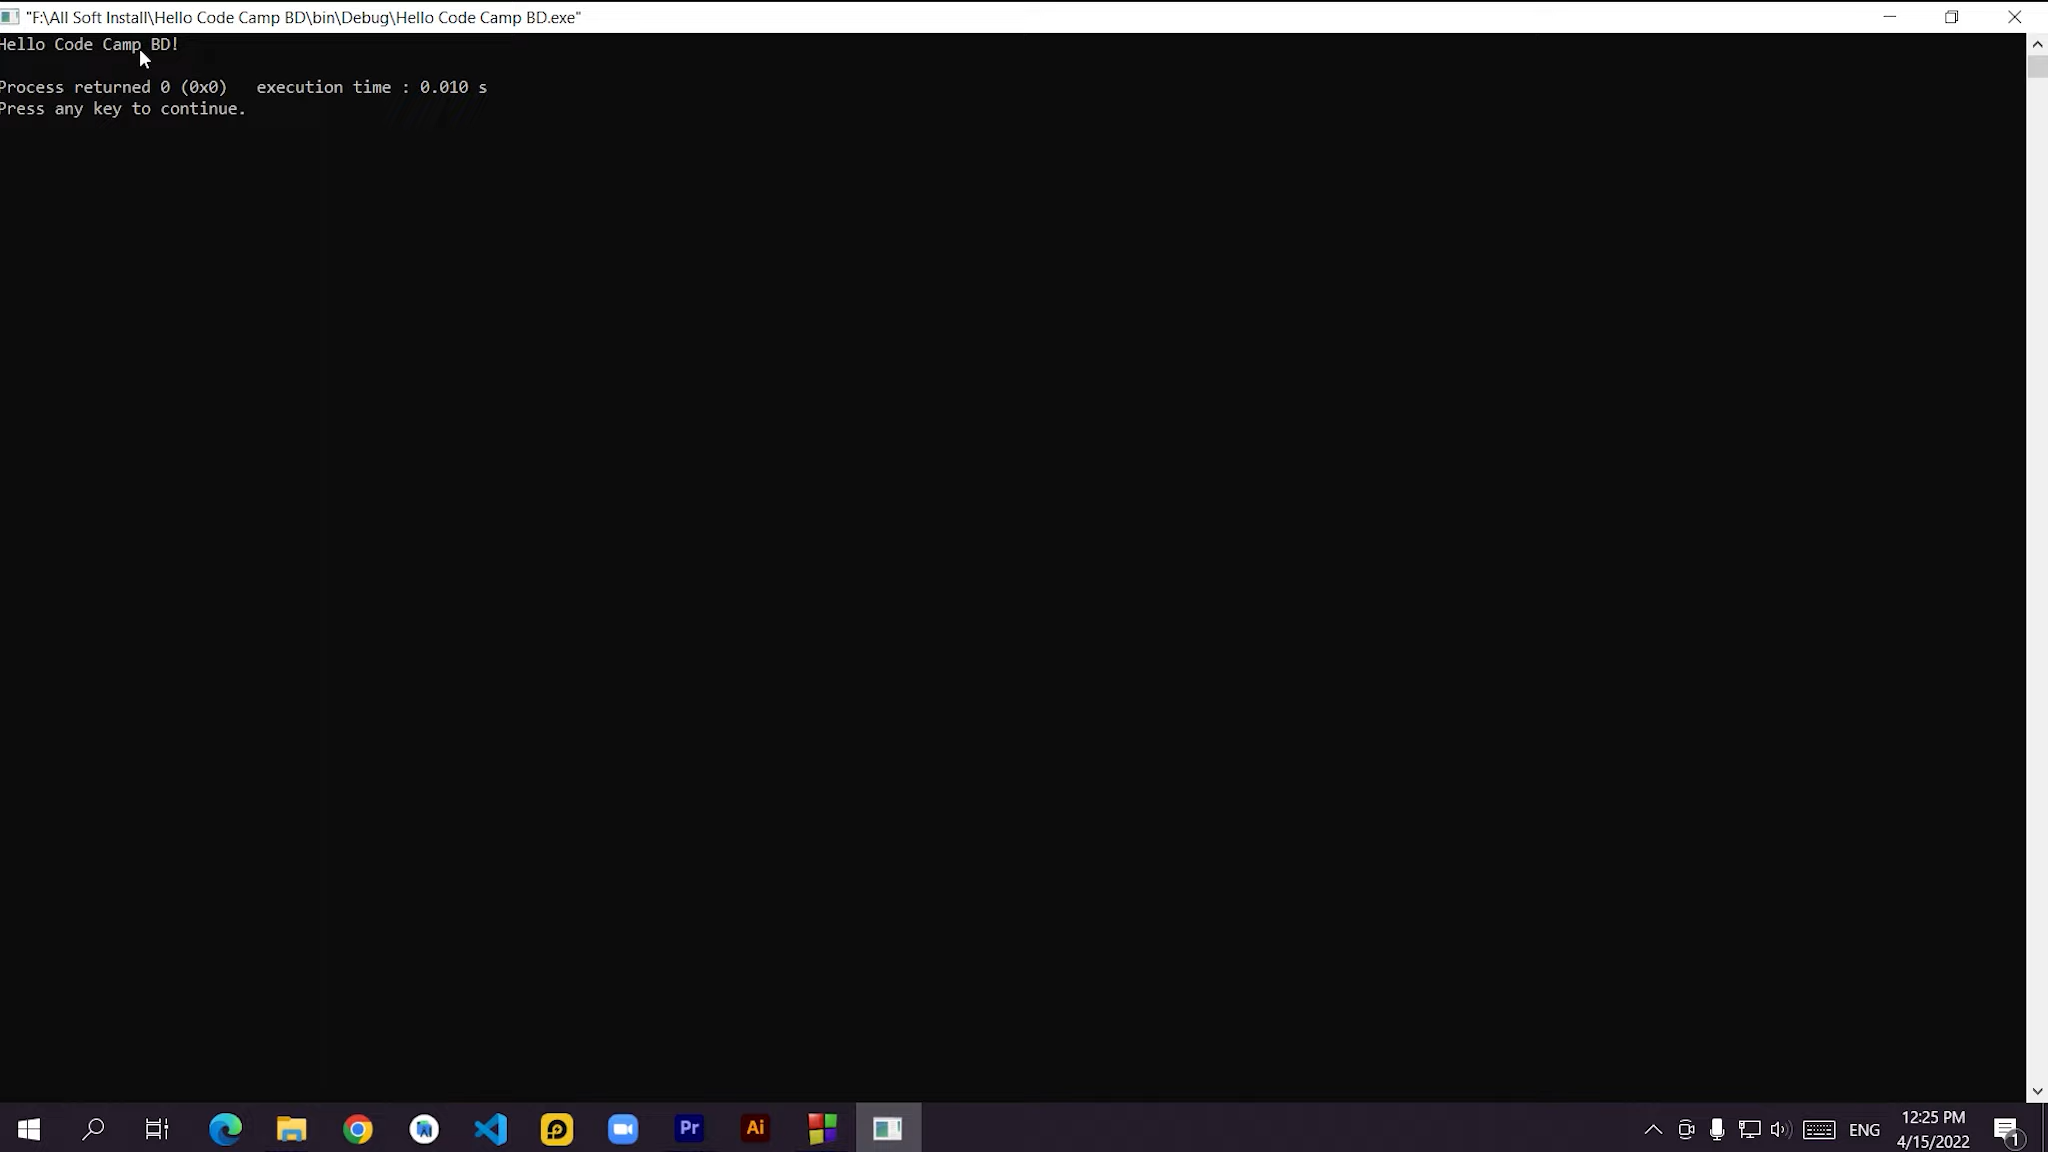 "F:\All Soft Install\Hello Code Camp BD\bin\Debug\Hello Code Camp BD.exe"
Hello Code Camp BD!
Process returned 0 (0x0)   execution time : 0.010 s
Press any key to continue.
Pr
Ai
ENG
12:25 PM
4/15/2022
1